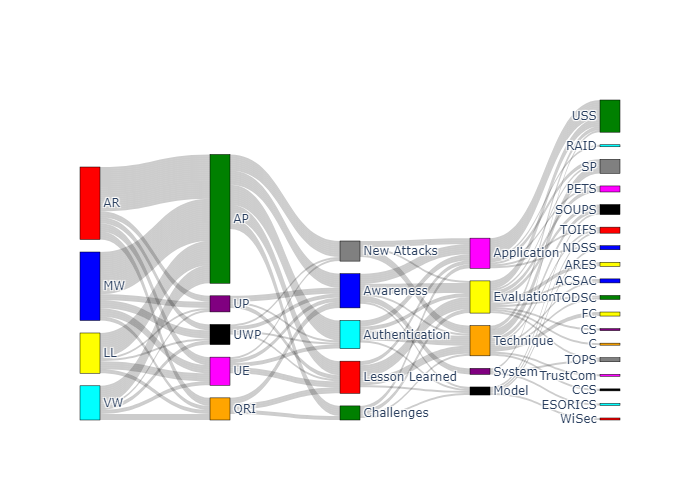 AR
MW
LL
VW
AP
UP
UWP
UE
QRI
New Attacks
Awareness
Authentication
Lesson Learned
Challenges
Application
Evaluation
Technique
System
Model
USS
RAID
SP
PETS
SOUPS
TOIFS
NDSS
ARES
ACSAC
TODSC
FC
CS
C
TOPS
TrustCom
CCS
ESORICS
WiSec